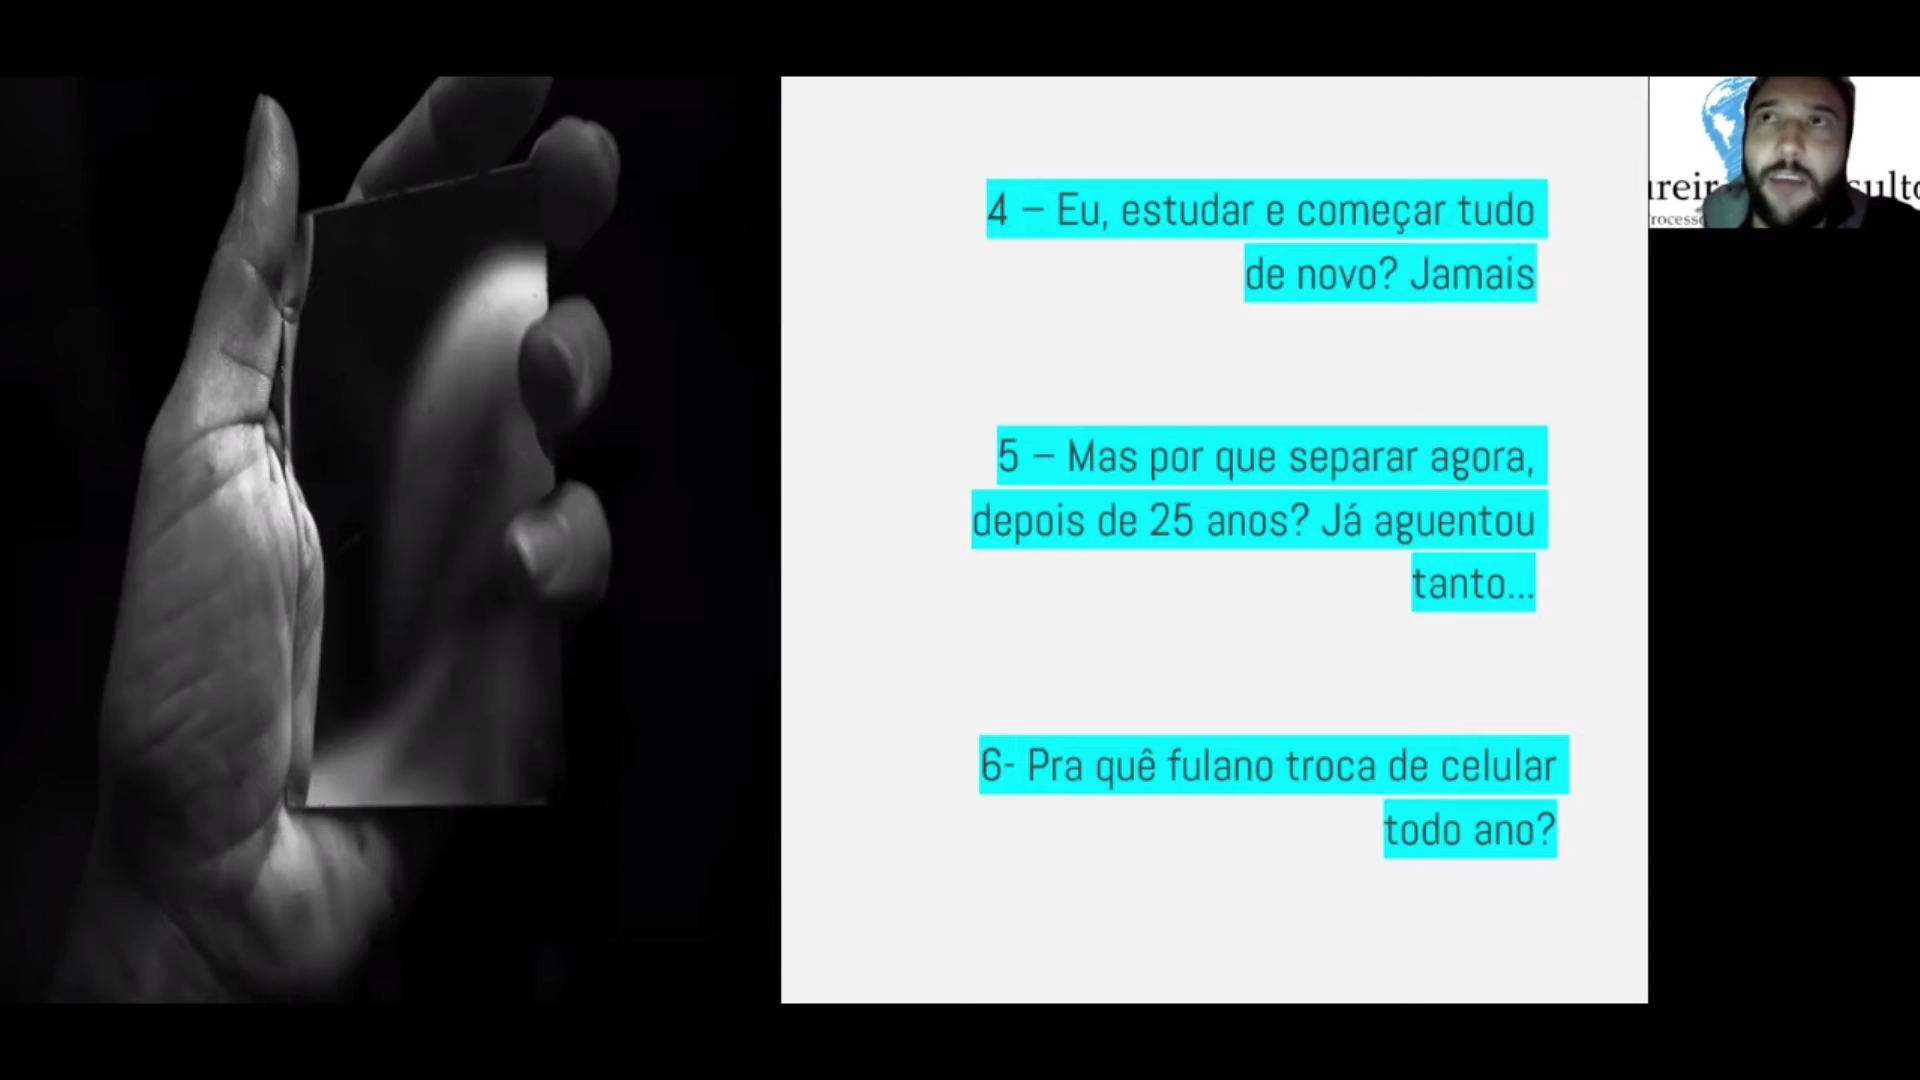 4 – Eu, estudar e começar tudo
de novo? Jamais
5 – Mas por que separar agora,
depois de 25 anos? Já aguentou
tanto...
6- Pra quê fulano troca de celular
todo ano?